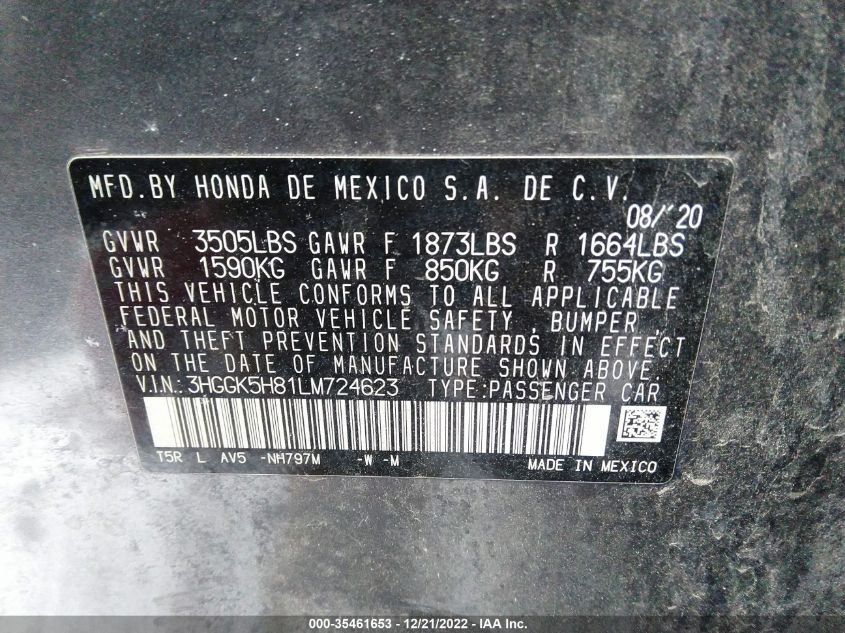 MFD.BY HONDA DE MEXICO S.A. DE C.V.
08/'20
GVWR 3505LBS GAWR F 1873LBS R 1664LBS
GVWR 1590KG GAWR F 850KG R 755KG
THIS VEHICLE CONFORMS TO ALL APPLICABLE
FEDERAL MOTOR VEHICLE SAFETY , BUMPER ,
AND THEFT PREVENTION STANDARDS IN EFFECT
ON THE DATE OF MANUFACTURE SHOWN ABOVE.
V.I.N.:3HGGK5H81LM724623 TYPE:PASSENGER CAR
T5R L AV5 -NH797M -W -M MADE IN MEXICO
000-35461653 - 12/21/2022 - IAA Inc.